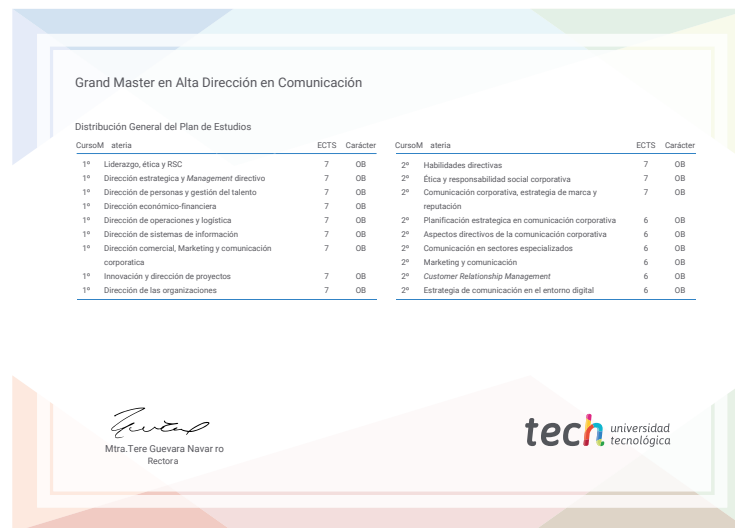 Grand Master en Alta Dirección en Comunicación
Distribución General del Plan de Estudios
CursoM ateria ECTS Carácter
1º Liderazgo, ética y RSC 7 OB
1º Dirección estrategica y Management directivo 7 OB
1º Dirección de personas y gestión del talento 7 OB
1º Dirección económico-financiera 7 OB
1º Dirección de operaciones y logística 7 OB
1º Dirección de sistemas de información 7 OB
1º Dirección comercial, Marketing y comunicación 7 OB
corporatica
1º Innovación y dirección de proyectos 7 OB
1º Dirección de las organizaciones 7 OB
CursoM ateria ECTS Carácter
2º Habilidades directivas 7 OB
2º Ética y responsabilidad social corporativa 7 OB
2º Comunicación corporativa, estrategia de marca y 7 OB
reputación
2º Planificación estrategica en comunicación corporativa 6 OB
2º Aspectos directivos de la comunicación corporativa 6 OB
2º Comunicación en sectores especializados 6 OB
2º Marketing y comunicación 6 OB
2º Customer Relationship Management 6 OB
2º Estrategia de comunicación en el entorno digital 6 OB
Mtra.Tere Guevara Navar ro
Rectora
tech universidad
tecnológica